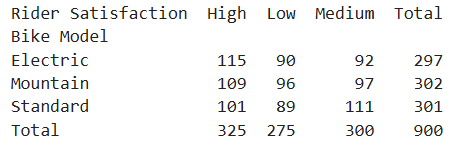 Rider Satisfaction High Low Medium Total
Bike Model
Electric 115 90 92 297
Mountain 109 96 97 302
Standard 101 89 111 301
Total 325 275 300 900